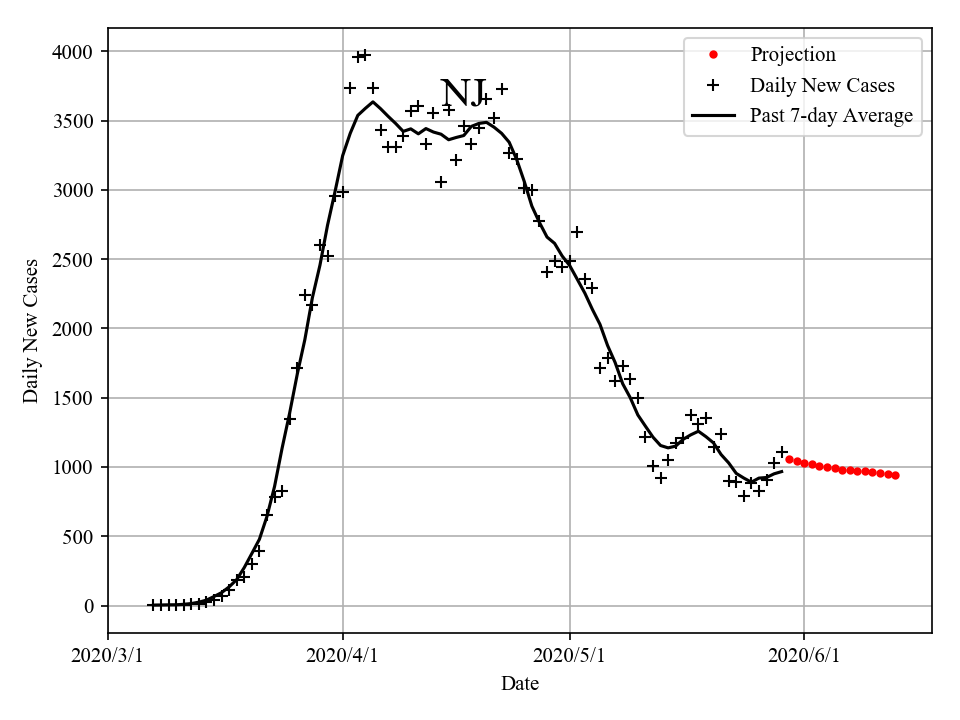 4000
3500
3000
2500
2000
1500
1000
500
0
Daily New Cases
NJ
Projection
Daily New Cases
Past 7-day Average
2020/3/1 2020/4/1 2020/5/1 2020/6/1
Date